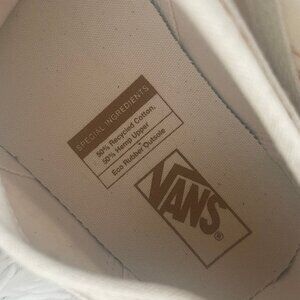 SPECIAL INGREDIENTS
50% Recycled Cotton,
50% Hemp Upper
+
Eco Rubber Outsole
VANS®